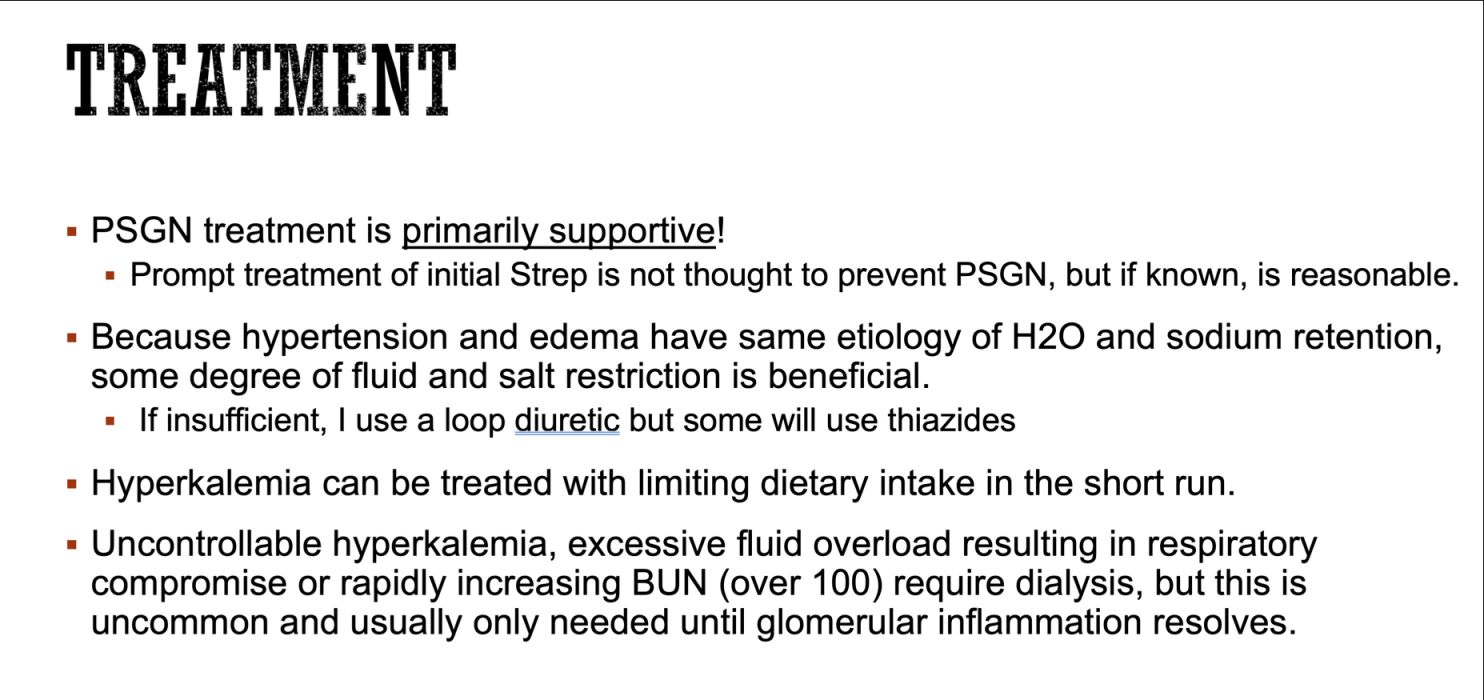 TREATMENT
▪ PSGN treatment is primarily supportive!
▪ Prompt treatment of initial Strep is not thought to prevent PSGN, but if known, is reasonable.
▪ Because hypertension and edema have same etiology of H2O and sodium retention,
some degree of fluid and salt restriction is beneficial.
▪ If insufficient, I use a loop diuretic but some will use thiazides
▪ Hyperkalemia can be treated with limiting dietary intake in the short run.
▪ Uncontrollable hyperkalemia, excessive fluid overload resulting in respiratory
compromise or rapidly increasing BUN (over 100) require dialysis, but this is
uncommon and usually only needed until glomerular inflammation resolves.